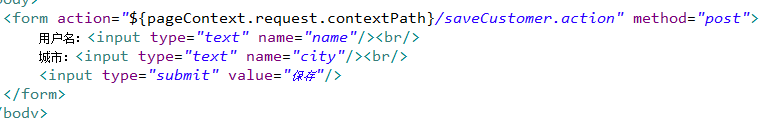 body>
<form action="${pageContext.request.contextPath}/saveCustomer.action" method="post">
用户名：<input type="text" name="name"/><br/>
城市：<input type="text" name="city"/><br/>
<input type="submit" value="保存"/>
</form>
/body>